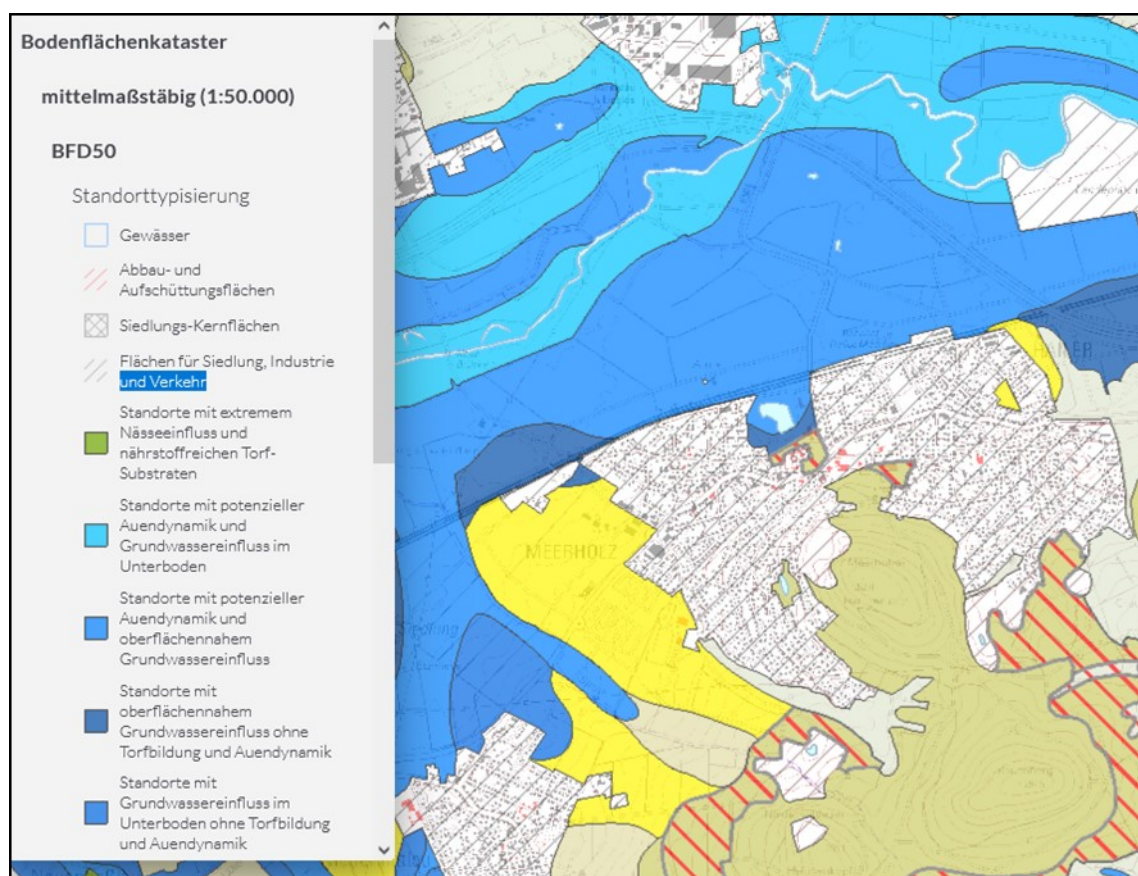 Bodenflächenkataster
mittelmaßstäbig (1:50.000)
BFD50
Standorttypisierung
Gewässer
Abbau- und
Aufschüttungsflächen
Siedlungs-Kernflächen
Flächen für Siedlung, Industrie
und Verkehr
Standorte mit extremem
Nässeeinfluss und
nährstoffreichen Torf-
Substraten
Standorte mit potenzieller
Auendynamik und
Grundwassereinfluss im
Unterboden
Standorte mit potenzieller
Auendynamik und
oberflächennahem
Grundwassereinfluss
Standorte mit
oberflächennahem
Grundwassereinfluss ohne
Torfbildung und Auendynamik
Standorte mit
Grundwassereinfluss im
Unterboden ohne Torfbildung
und Auendynamik
HAILER
MEERHOLZ